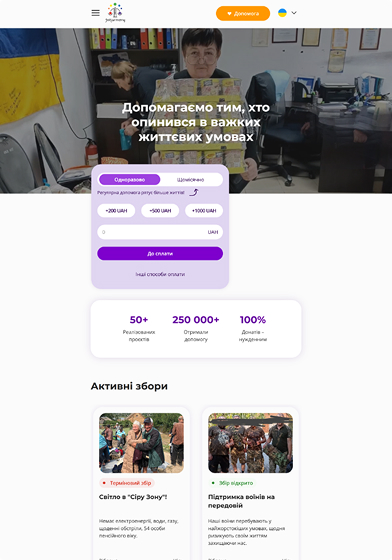 Допомога
Допомагаємо тим, хто
опинився в важких
життєвих умовах
Одноразово
Щомісячно
Регулярна допомога рятує більше життів!
+200 UAH
+500 UAH
+1000 UAH
0
UAH
До сплати
Інші способи оплати
50+
Реалізованих
проєктів
250 000+
Отримали
допомогу
100%
Донатів –
нужденним
Активні збори
Терміновий збір
Світло в "Сіру Зону"!
Немає електроенергії, води, газу,
щоденні обстріли, 54 особи
пенсійного віку.
Збір відкрито
Підтримка воїнів на
передовій
Наші воїни перебувають у
найжорстокіших умовах, щодня
ризикують своїм життям
захищаючи нас.